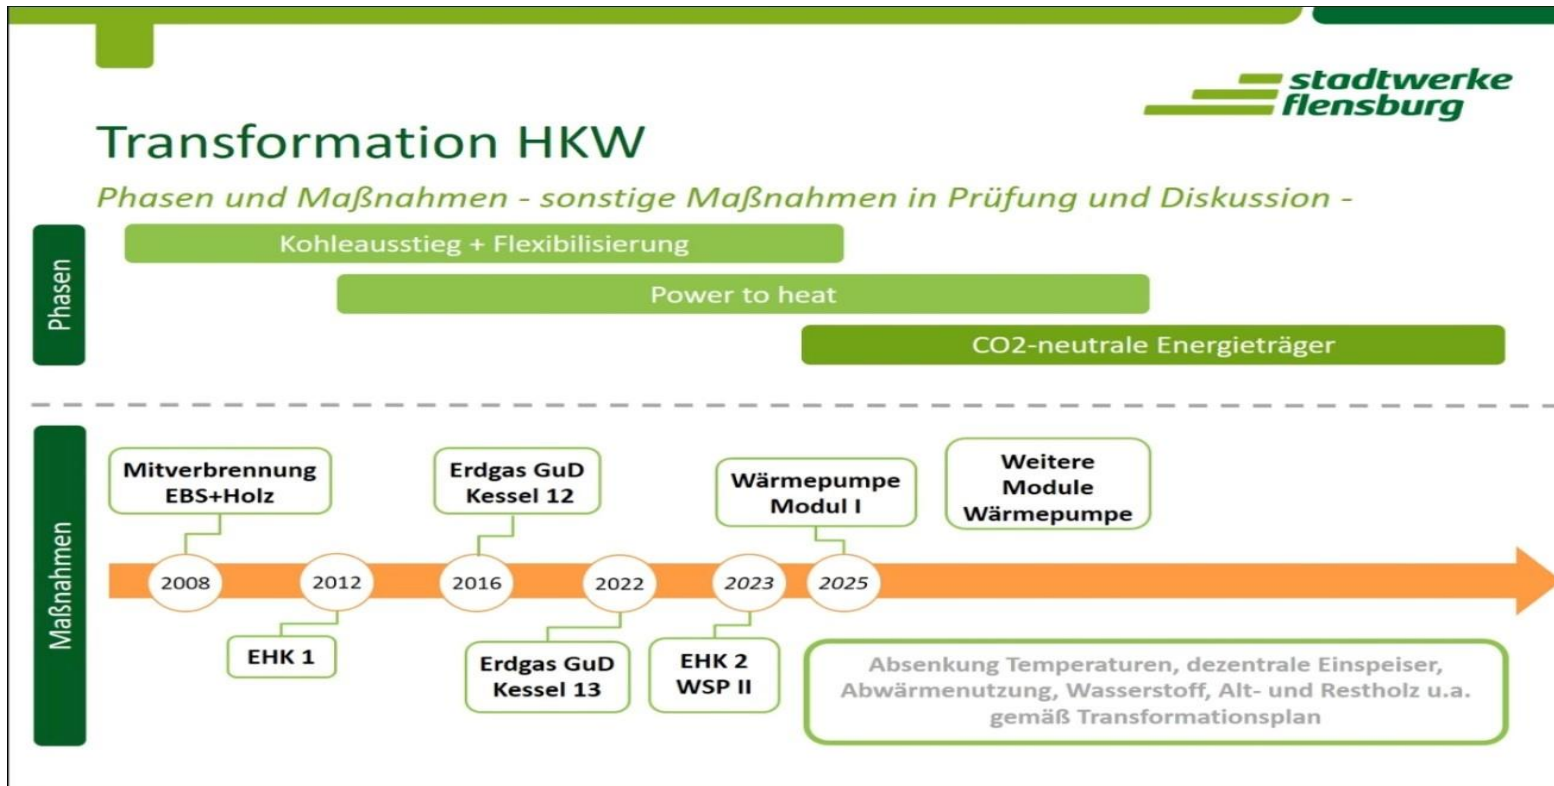 stadtwerke
flensburg
Transformation HKW
Phasen und Maßnahmen - sonstige Maßnahmen in Prüfung und Diskussion -
Phasen
Kohleausstieg + Flexibilisierung
Power to heat
CO2-neutrale Energieträger
Maßnahmen
Mitverbrennung
EBS+Holz
Erdgas GuD
Kessel 12
Wärmepumpe
Modul I
Weitere
Module
Wärmepumpe
2008
2012
2016
2022
2023
2025
EHK 1
Erdgas GuD
Kessel 13
EHK 2
WSP II
Absenkung Temperaturen, dezentrale Einspeiser,
Abwärmenutzung, Wasserstoff, Alt- und Restholz u.a.
gemäß Transformationsplan